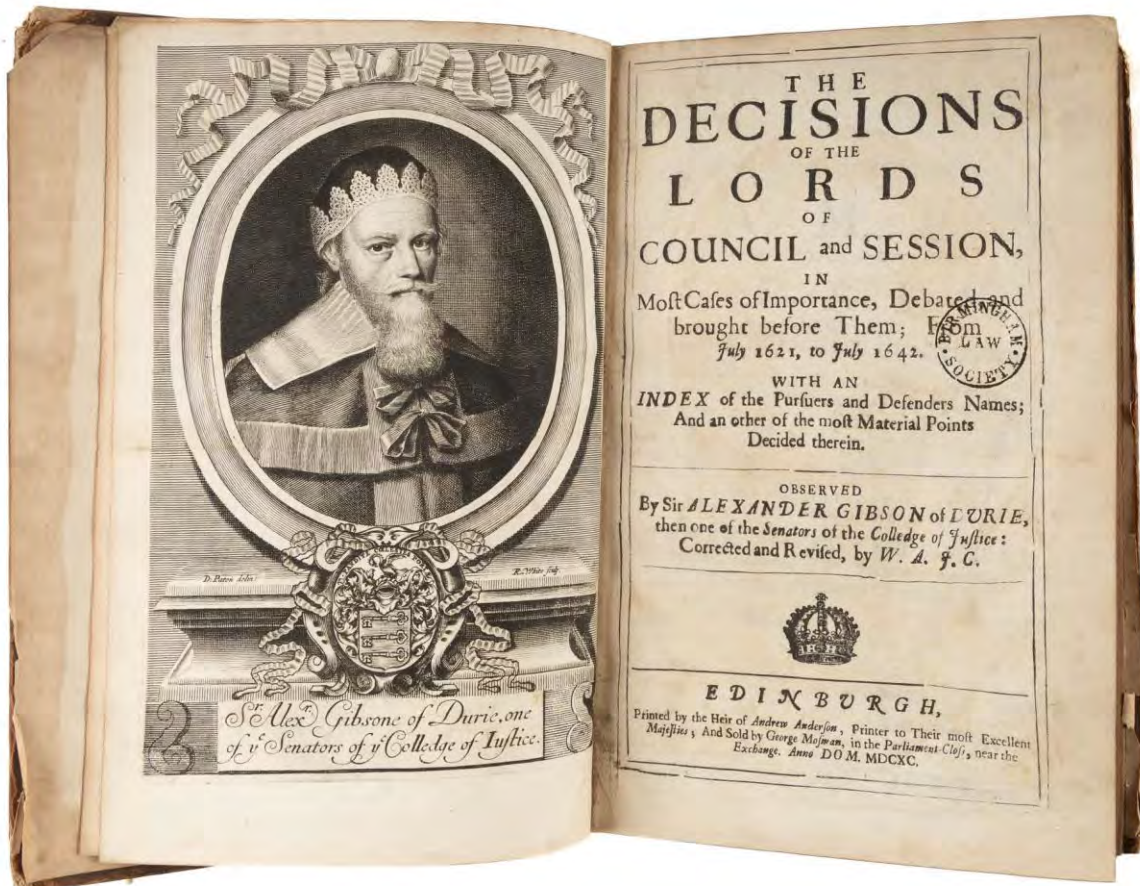 D. Paton delin.
R. White sculp.
Sr. Alexr. Gibsone of Durie, one
of ye Senators of ye Colledge of Iustice.
THE
DECISIONS
OF THE
LORDS
OF
COUNCIL and SESSION,
IN
Moſt Caſes of Importance, Debated and
brought before Them; From
July 1621, to July 1642.
WITH AN
INDEX of the Purſuers and Defenders Names;
And an other of the moſt Material Points
Decided therein.
OBSERVED
By Sir ALEXANDER GIBSON of DURIE,
then one of the Senators of the Colledge of Juſtice:
Corrected and Reviſed, by W. A. J. C.
EDINBURGH,
Printed by the Heir of Andrew Anderſon, Printer to Their moſt Excellent
Majeſties; And Sold by George Moſman, in the Parliament-Cloſs, near the
Exchange. Anno DOM. MDCXC.
BIRMINGHAM
LAW
SOCIETY